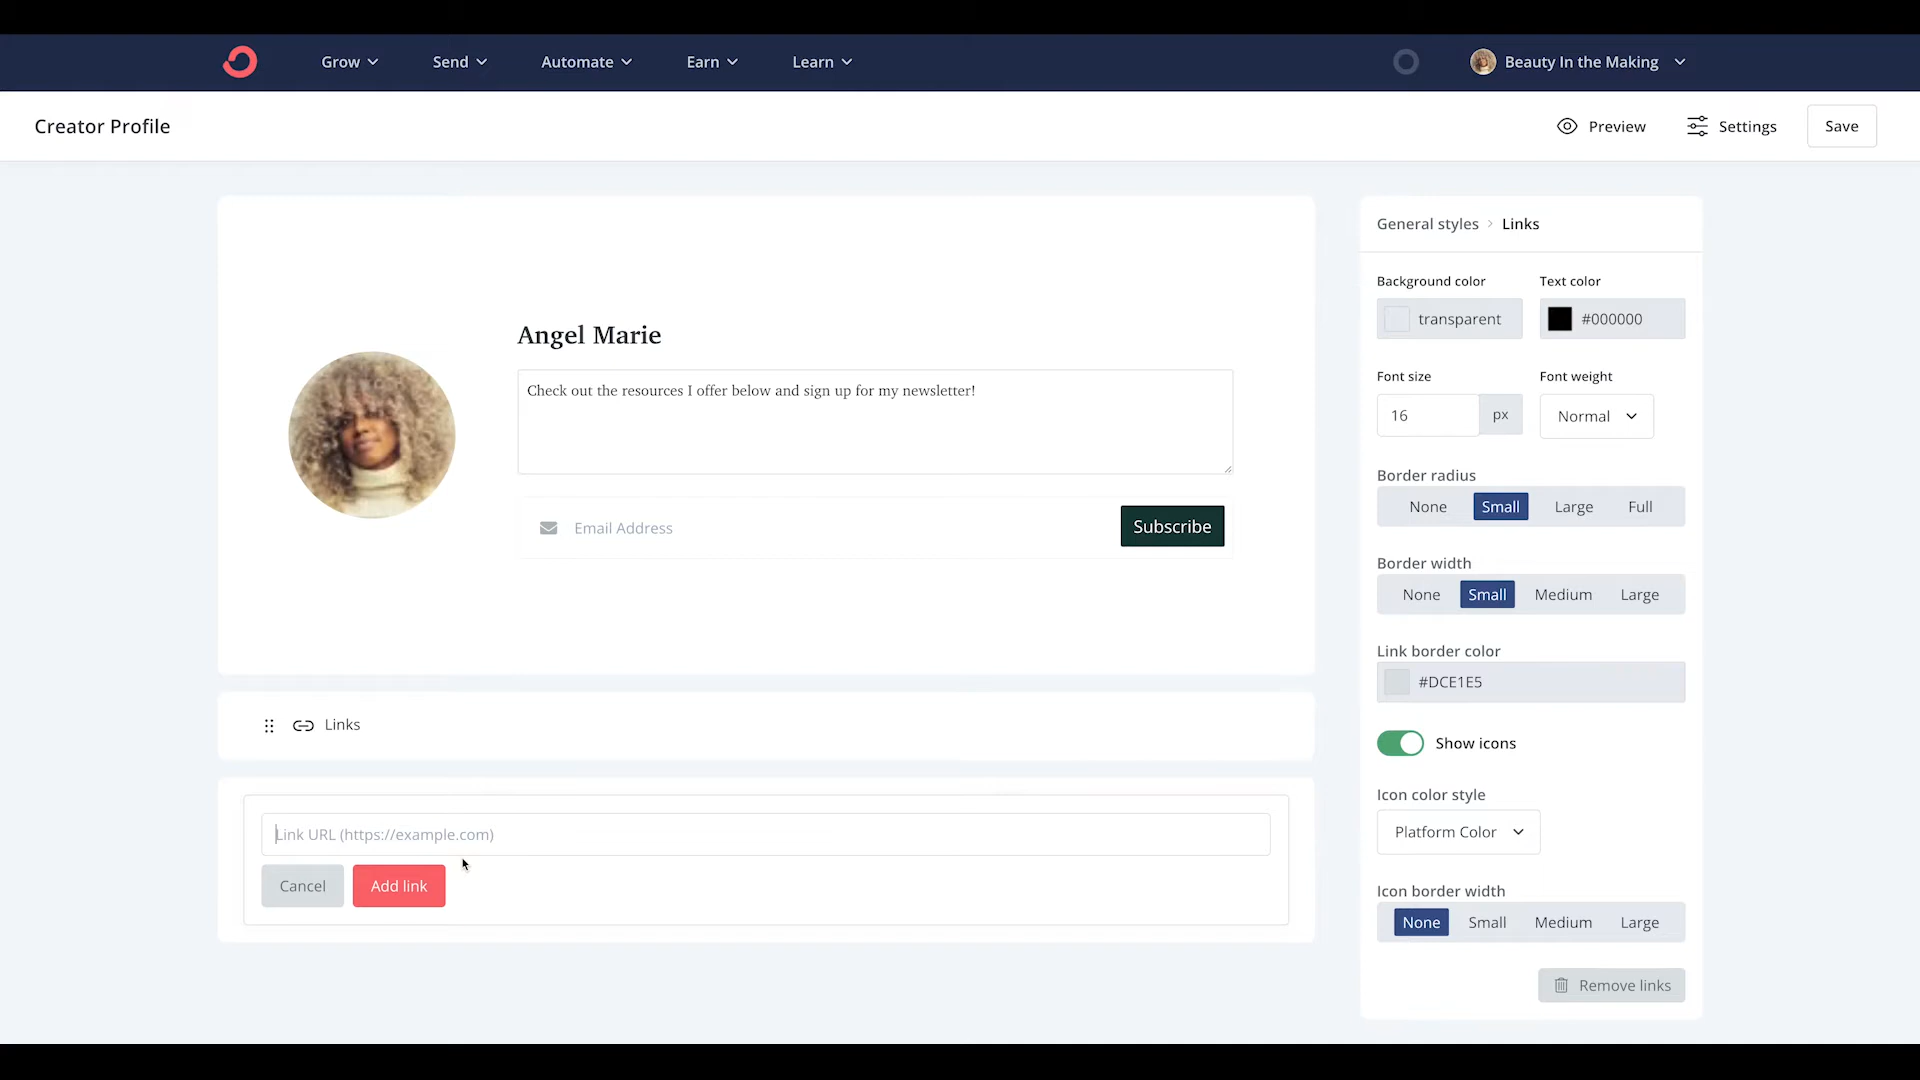 Grow
Send
Automate
Earn
Learn
Beauty In the Making
Creator Profile
Preview
Settings
Save
Angel Marie
Check out the resources I offer below and sign up for my newsletter!
Email Address
Subscribe
Links
Link URL (https://example.com)
Cancel
Add link
General styles > Links
Background color
Text color
transparent
#000000
Font size
Font weight
16 px
Normal
Border radius
None Small Large Full
Border width
None Small Medium Large
Link border color
#DCE1E5
Show icons
Icon color style
Platform Color
Icon border width
None Small Medium Large
Remove links